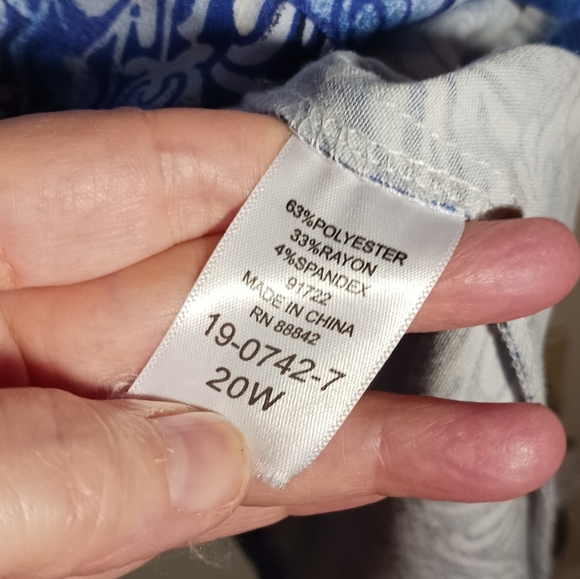 63%POLYESTER
33%RAYON
4%SPANDEX
91722
MADE IN CHINA
RN 88842
19-0742-7
20W